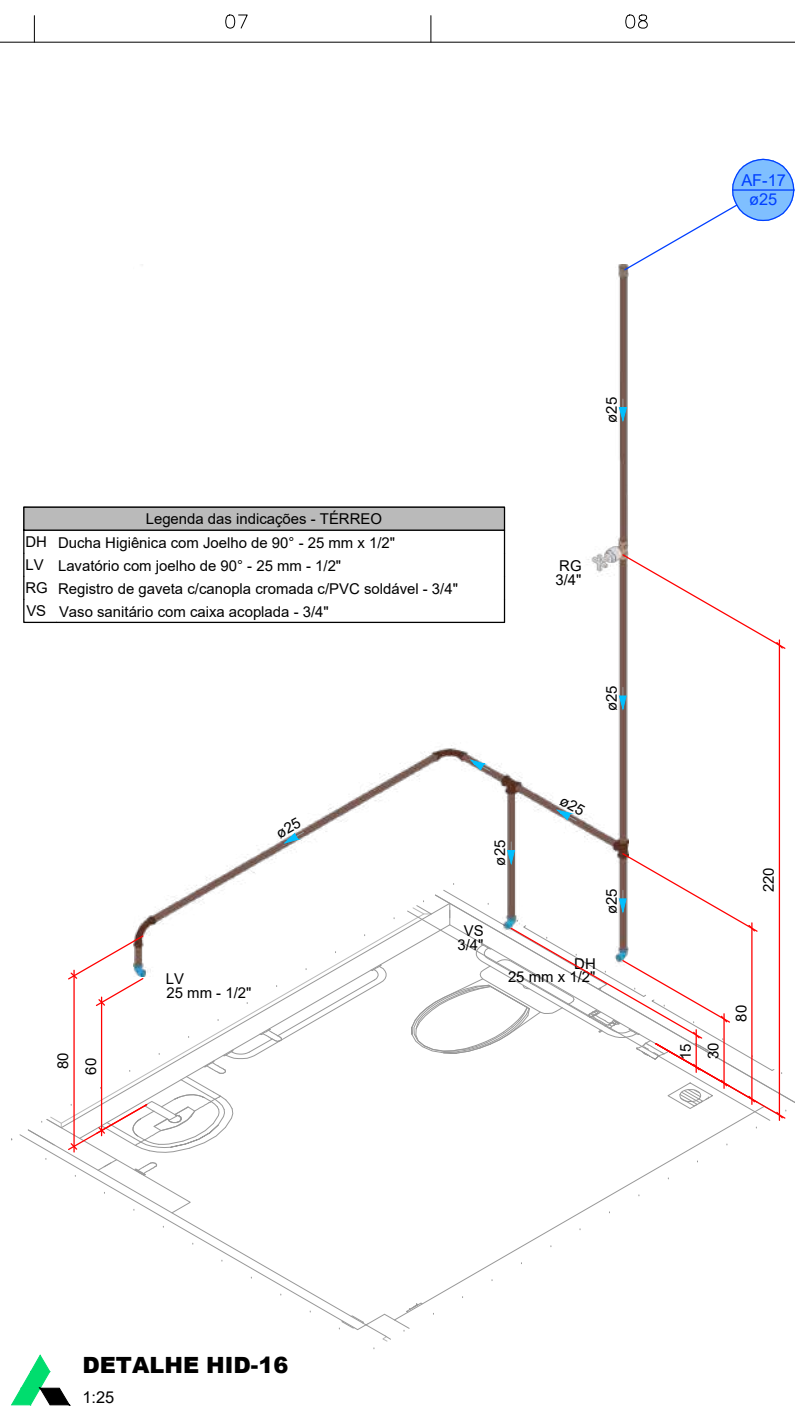 07
08
AF-17
ø25
ø25
Legenda das indicações - TÉRREO
DH Ducha Higiênica com Joelho de 90° - 25 mm x 1/2"
LV Lavatório com joelho de 90° - 25 mm - 1/2"
RG Registro de gaveta c/canopla cromada c/PVC soldável - 3/4"
VS Vaso sanitário com caixa acoplada - 3/4"
RG
3/4"
ø25
ø25
ø25
ø25
ø25
220
VS
3/4"
DH
25 mm x 1/2"
LV
25 mm - 1/2"
80
60
15
30
80
DETALHE HID-16
1:25